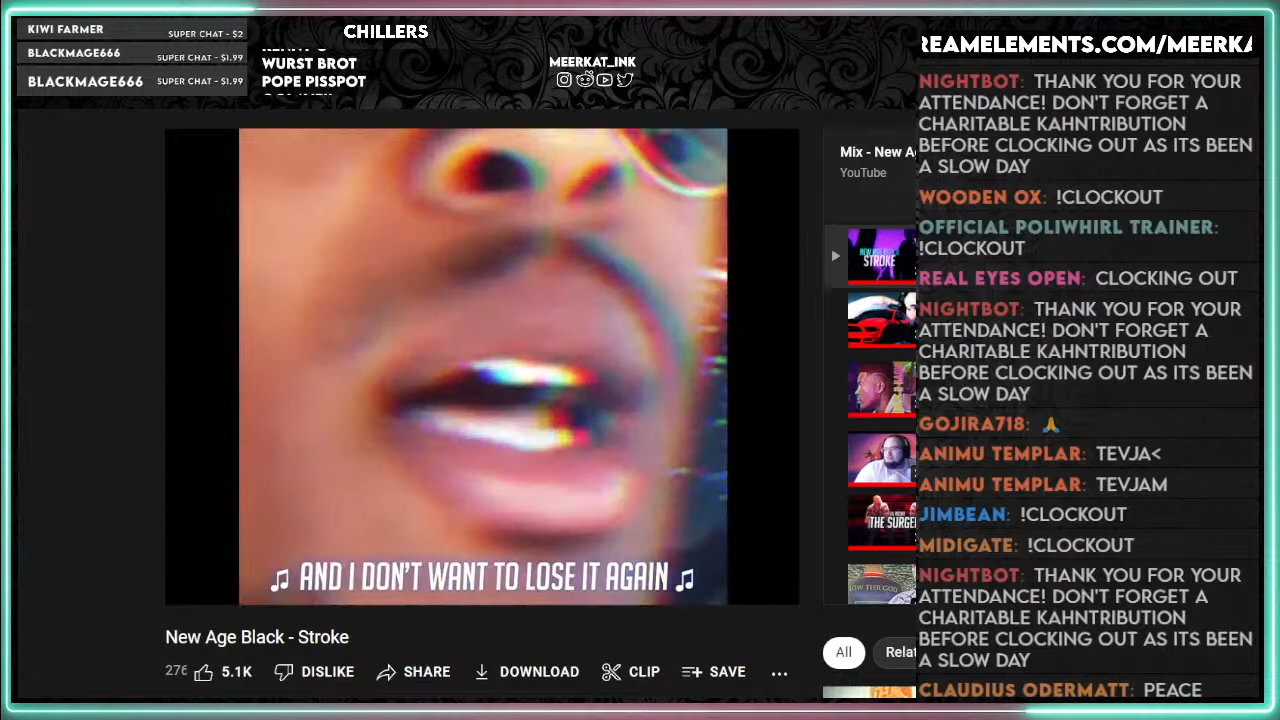 KIWI FARMER
SUPER CHAT - $2
BLACKMAGE666
SUPER CHAT - $1.99
BLACKMAGE666
SUPER CHAT - $1.99
CHILLERS
WURST BROT
POPE PISSPOT
MEERKAT_INK
REAMELEMENTS.COM/MEERKA
NIGHTBOT: THANK YOU FOR YOUR
ATTENDANCE! DON'T FORGET A
CHARITABLE KAHNTRIBUTION
BEFORE CLOCKING OUT AS ITS BEEN
A SLOW DAY
WOODEN OX: !CLOCKOUT
OFFICIAL POLIWHIRL TRAINER:
!CLOCKOUT
REAL EYES OPEN: CLOCKING OUT
NIGHTBOT: THANK YOU FOR YOUR
ATTENDANCE! DON'T FORGET A
CHARITABLE KAHNTRIBUTION
BEFORE CLOCKING OUT AS ITS BEEN
A SLOW DAY
GOJIRA718: 🙏
ANIMU TEMPLAR: TEVJA<
ANIMU TEMPLAR: TEVJAM
JIMBEAN: !CLOCKOUT
MIDIGATE: !CLOCKOUT
NIGHTBOT: THANK YOU FOR YOUR
ATTENDANCE! DON'T FORGET A
CHARITABLE KAHNTRIBUTION
BEFORE CLOCKING OUT AS ITS BEEN
A SLOW DAY
CLAUDIUS ODERMATT: PEACE
Mix - New Ag
YouTube
STROKE
THE SURGE
OW TIER GOD
♫ AND I DON'T WANT TO LOSE IT AGAIN ♫
New Age Black - Stroke
276
5.1K
DISLIKE
SHARE
DOWNLOAD
CLIP
SAVE
...
All
Relat